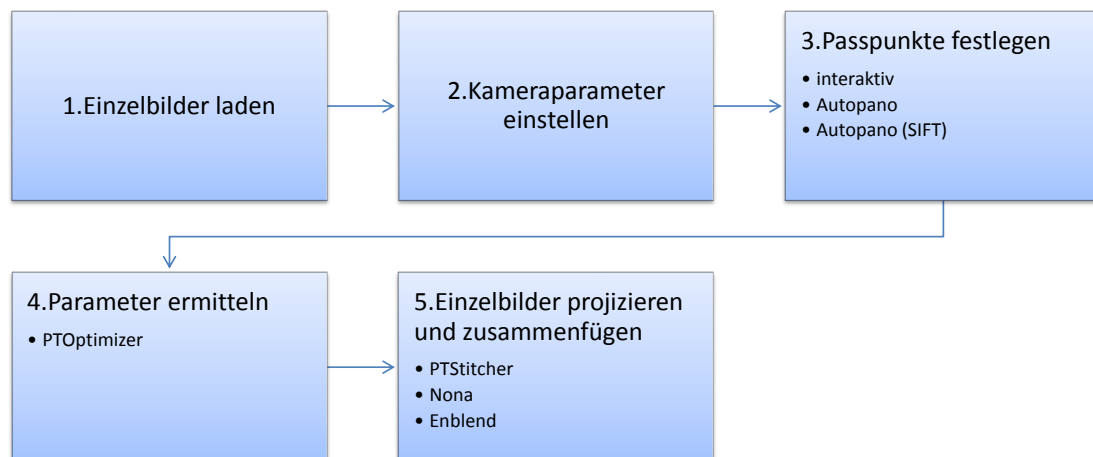 1.Einzelbilder laden
2.Kameraparameter
einstellen
3.Passpunkte festlegen
• interaktiv
• Autopano
• Autopano (SIFT)
4.Parameter ermitteln
• PTOptimizer
5.Einzelbilder projizieren
und zusammenfügen
• PTStitcher
• Nona
• Enblend